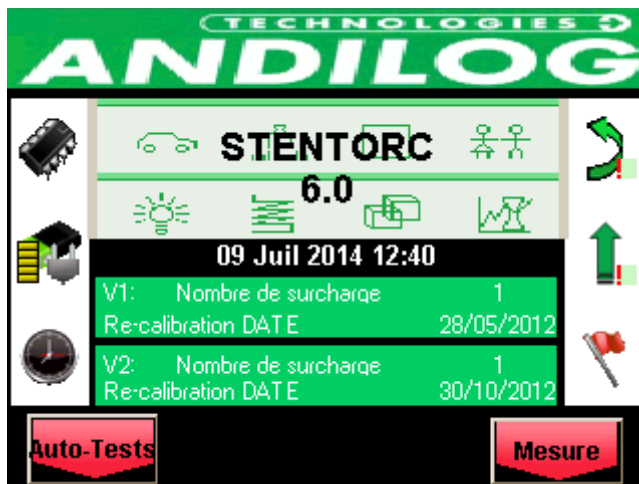 TECHNOLOGIES
ANDILOG
STENTORC
6.0
09 Juil 2014 12:40
V1: Nombre de surcharge 1
Re-calibration DATE 28/05/2012
V2: Nombre de surcharge 1
Re-calibration DATE 30/10/2012
Auto-Tests Mesure